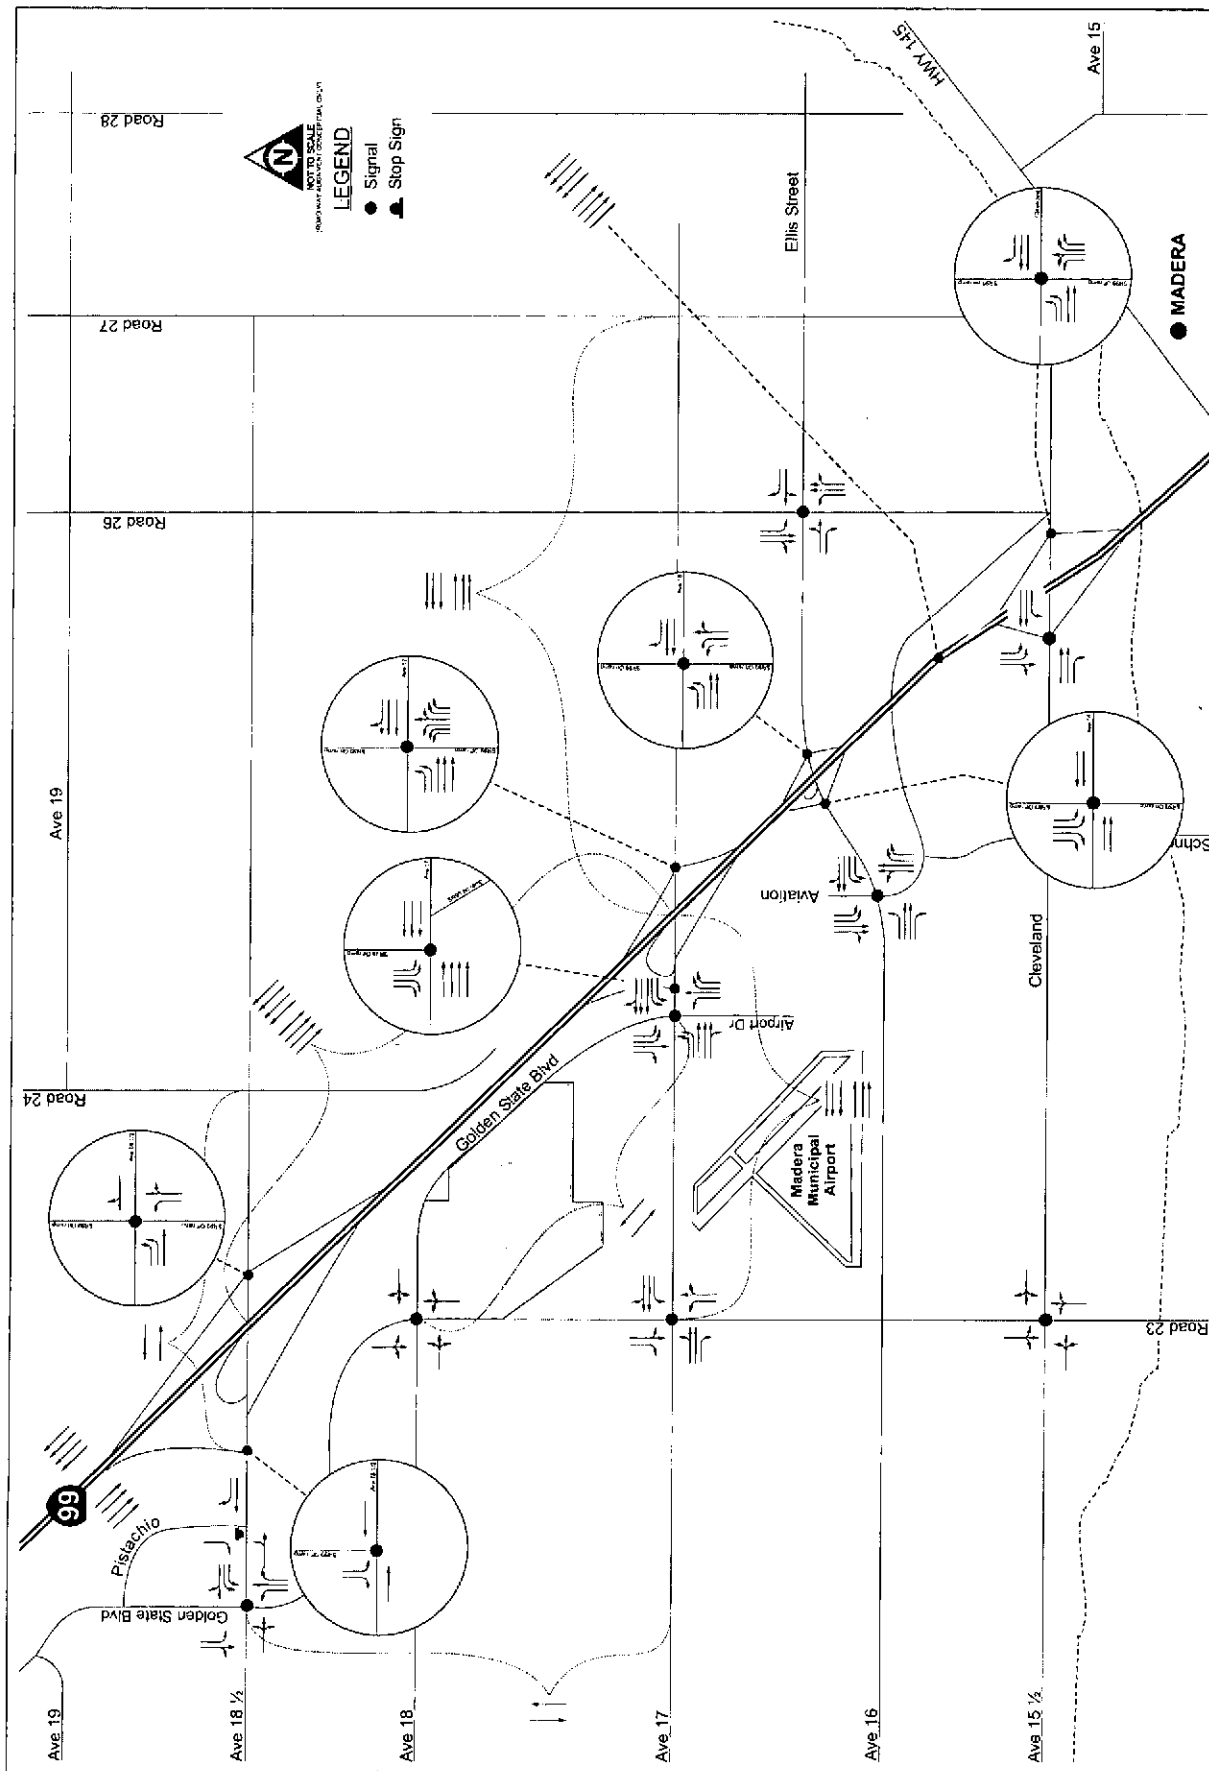 Road 28
Road 27
Road 26
Road 24
Road 23
Ave 19
Ave 19
Ave 18 ½
Ave 18
Ave 17
Ave 16
Ave 15 ½
Ave 15
HWY 145
N
NOT TO SCALE
LEGEND
Signal
Stop Sign
Ellis Street
MADERA
Aviation
Cleveland
Airport Dr
Golden State Blvd
Madera
Municipal
Airport
99
Pistachio
Golden State Blvd
Schn